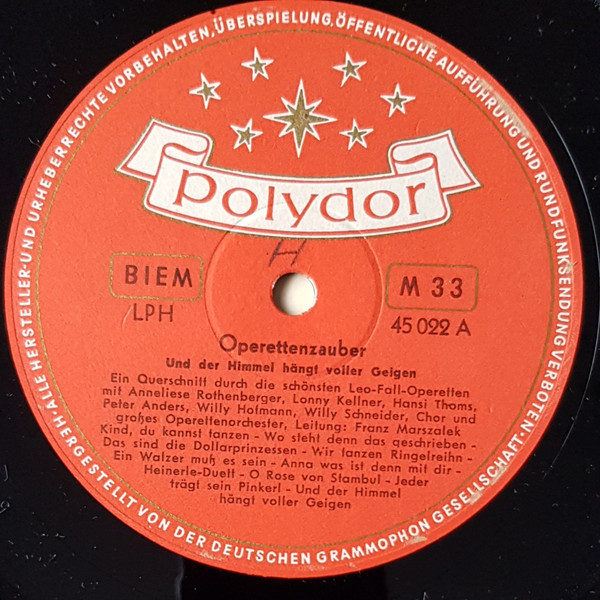 ·ALLE HERSTELLER-UND URHEBERRECHTE VORBEHALTEN, ÜBERSPIELUNG, ÖFFENTLICHE AUFFÜHRUNG UND RUNDFUNKSENDUNG VERBOTEN·
polydor
H
BIEM
M 33
LPH
45 022 A
Operettenzauber
Und der Himmel hängt voller Geigen
Ein Querschnitt durch die schönsten Leo-Fall-Operetten
mit Anneliese Rothenberger, Lonny Kellner, Hansi Thoms,
Peter Anders, Willy Hofmann, Willy Schneider, Chor und
großes Operettenorchester, Leitung: Franz Marszalek
Kind, du kannst tanzen - Wo steht denn das geschrieben -
Das sind die Dollarprinzessen - Wir tanzen Ringelreihn -
Ein Walzer muß es sein - Anna was ist denn mit dir -
Heinerle-Duett - O Rose von Stambul - Jeder
trägt sein Pinkerl - Und der Himmel
hängt voller Geigen
HERGESTELLT VON DER DEUTSCHEN GRAMMOPHON GESELLSCHAFT·